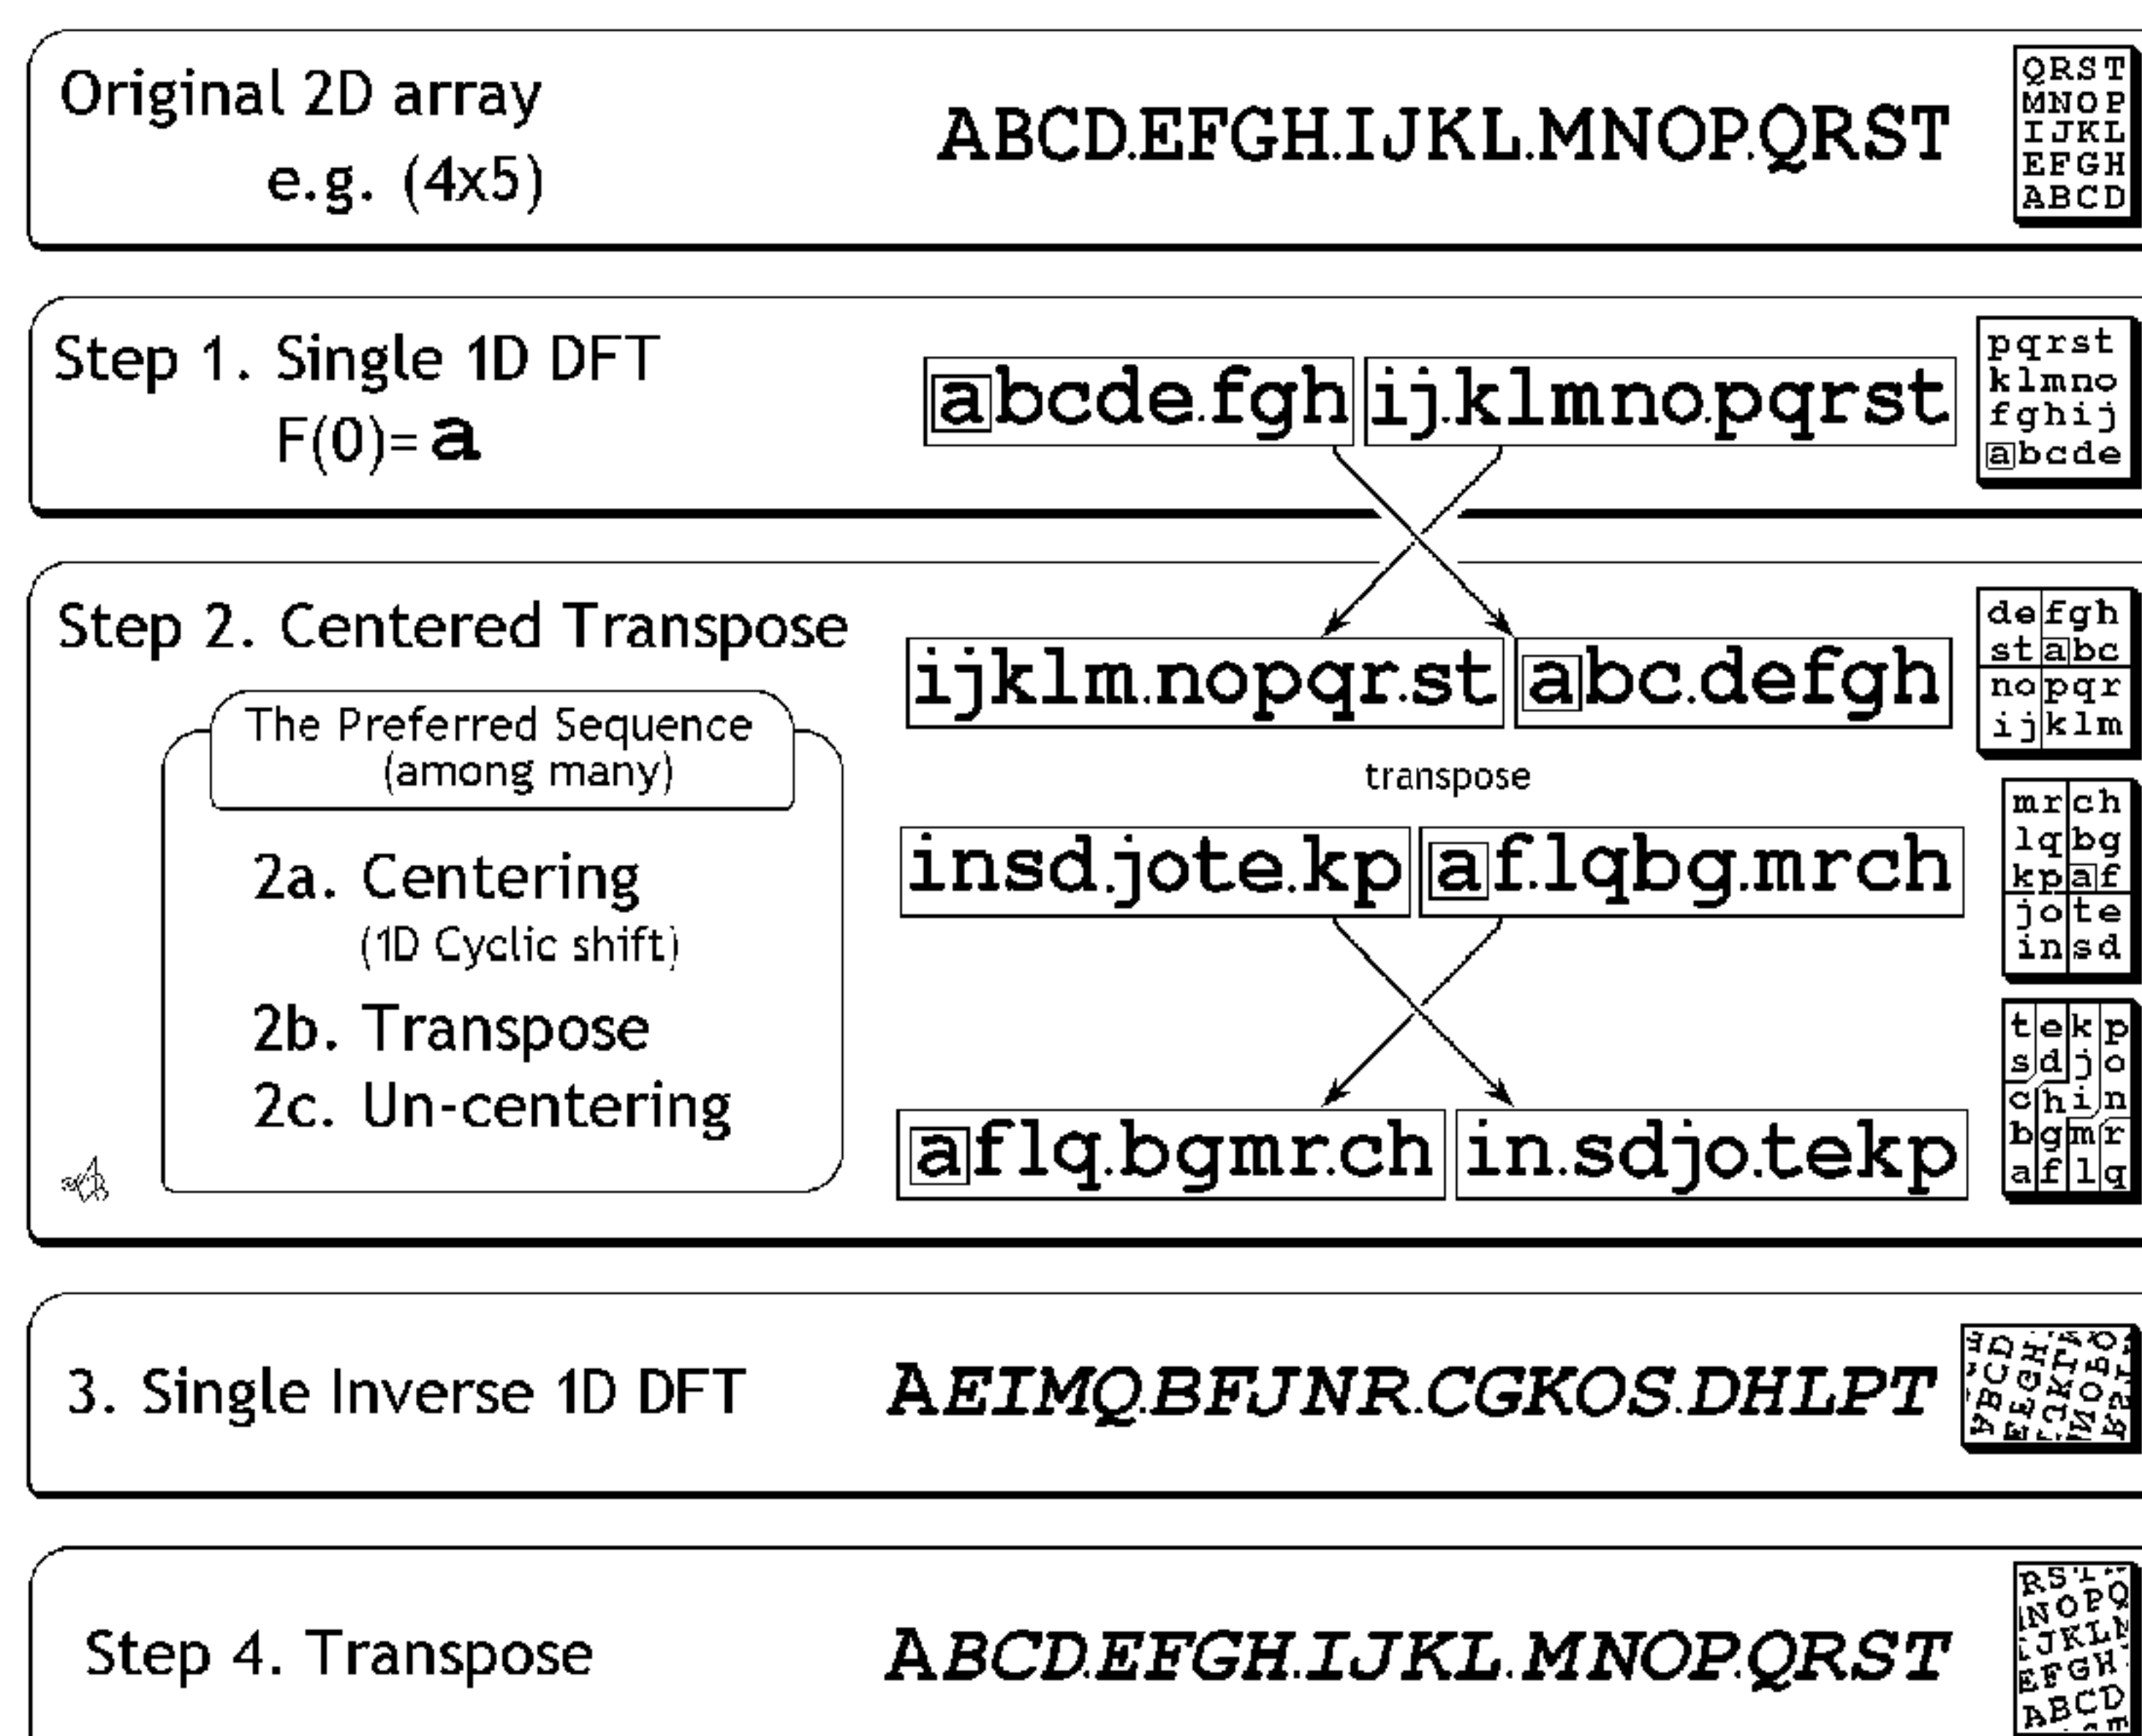 Original 2D array
e.g. (4x5)
ABCD.EFGH.IJKL.MNOP.QRST
QRST
MNOP
IJKL
EFGH
ABCD
Step 1. Single 1D DFT
F(0)= a
abcde.fgh ij.klmno.pqrst
pqrst
klmno
fghij
abcde
Step 2. Centered Transpose
ijklm.nopqr.st abc.defgh
defgh
stabc
nopqr
ijklm
The Preferred Sequence
(among many)
2a. Centering
(1D Cyclic shift)
2b. Transpose
2c. Un-centering
transpose
insd.jote.kp af.lqbg.mrch
mrch
lqbg
kpaf
jote
insd
aflq.bgmr.ch in.sdjo.tekp
tekp
sdjo
chin
bgmr
aflq
3. Single Inverse 1D DFT
AEIMQ.BFJNR.CGKOS.DHLPT
Step 4. Transpose
ABCD.EFGH.IJKL.MNOP.QRST